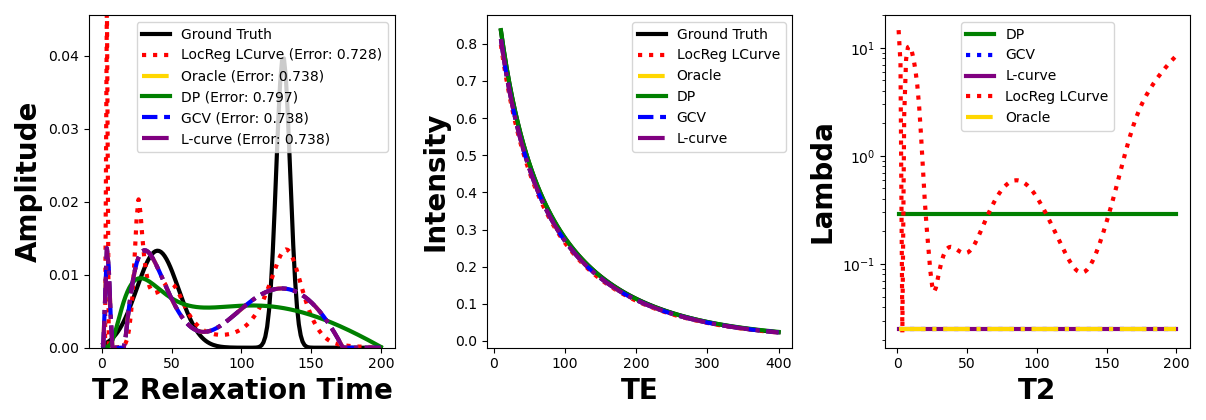 Amplitude
0.04
0.03
0.02
0.01
0.00
Ground Truth
LocReg LCurve (Error: 0.728)
Oracle (Error: 0.738)
DP (Error: 0.797)
GCV (Error: 0.738)
L-curve (Error: 0.738)
0 50 100 150 200
T2 Relaxation Time
Intensity
0.8
0.7
0.6
0.5
0.4
0.3
0.2
0.1
0.0
Ground Truth
LocReg LCurve
Oracle
DP
GCV
L-curve
0 100 200 300 400
TE
Lambda
10¹
10⁰
10⁻¹
DP
GCV
L-curve
LocReg LCurve
Oracle
0 50 100 150 200
T2